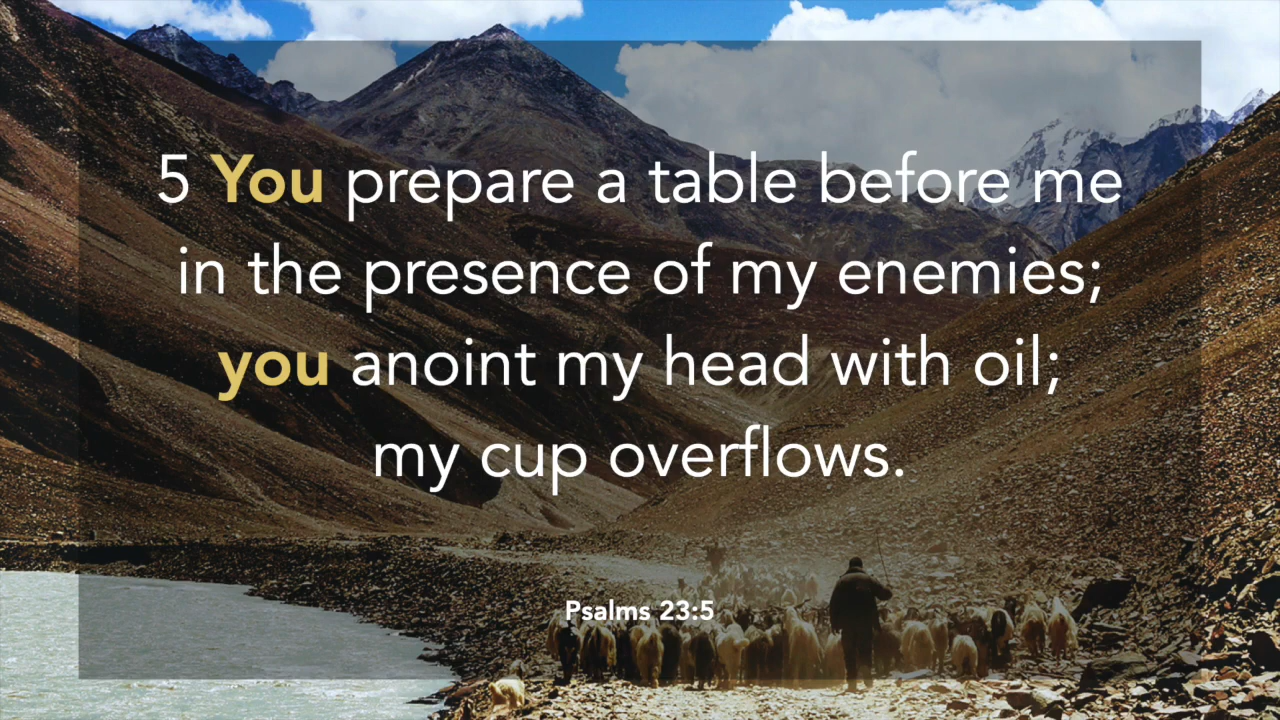 5 You prepare a table before me
in the presence of my enemies;
you anoint my head with oil;
my cup overflows.
Psalms 23:5